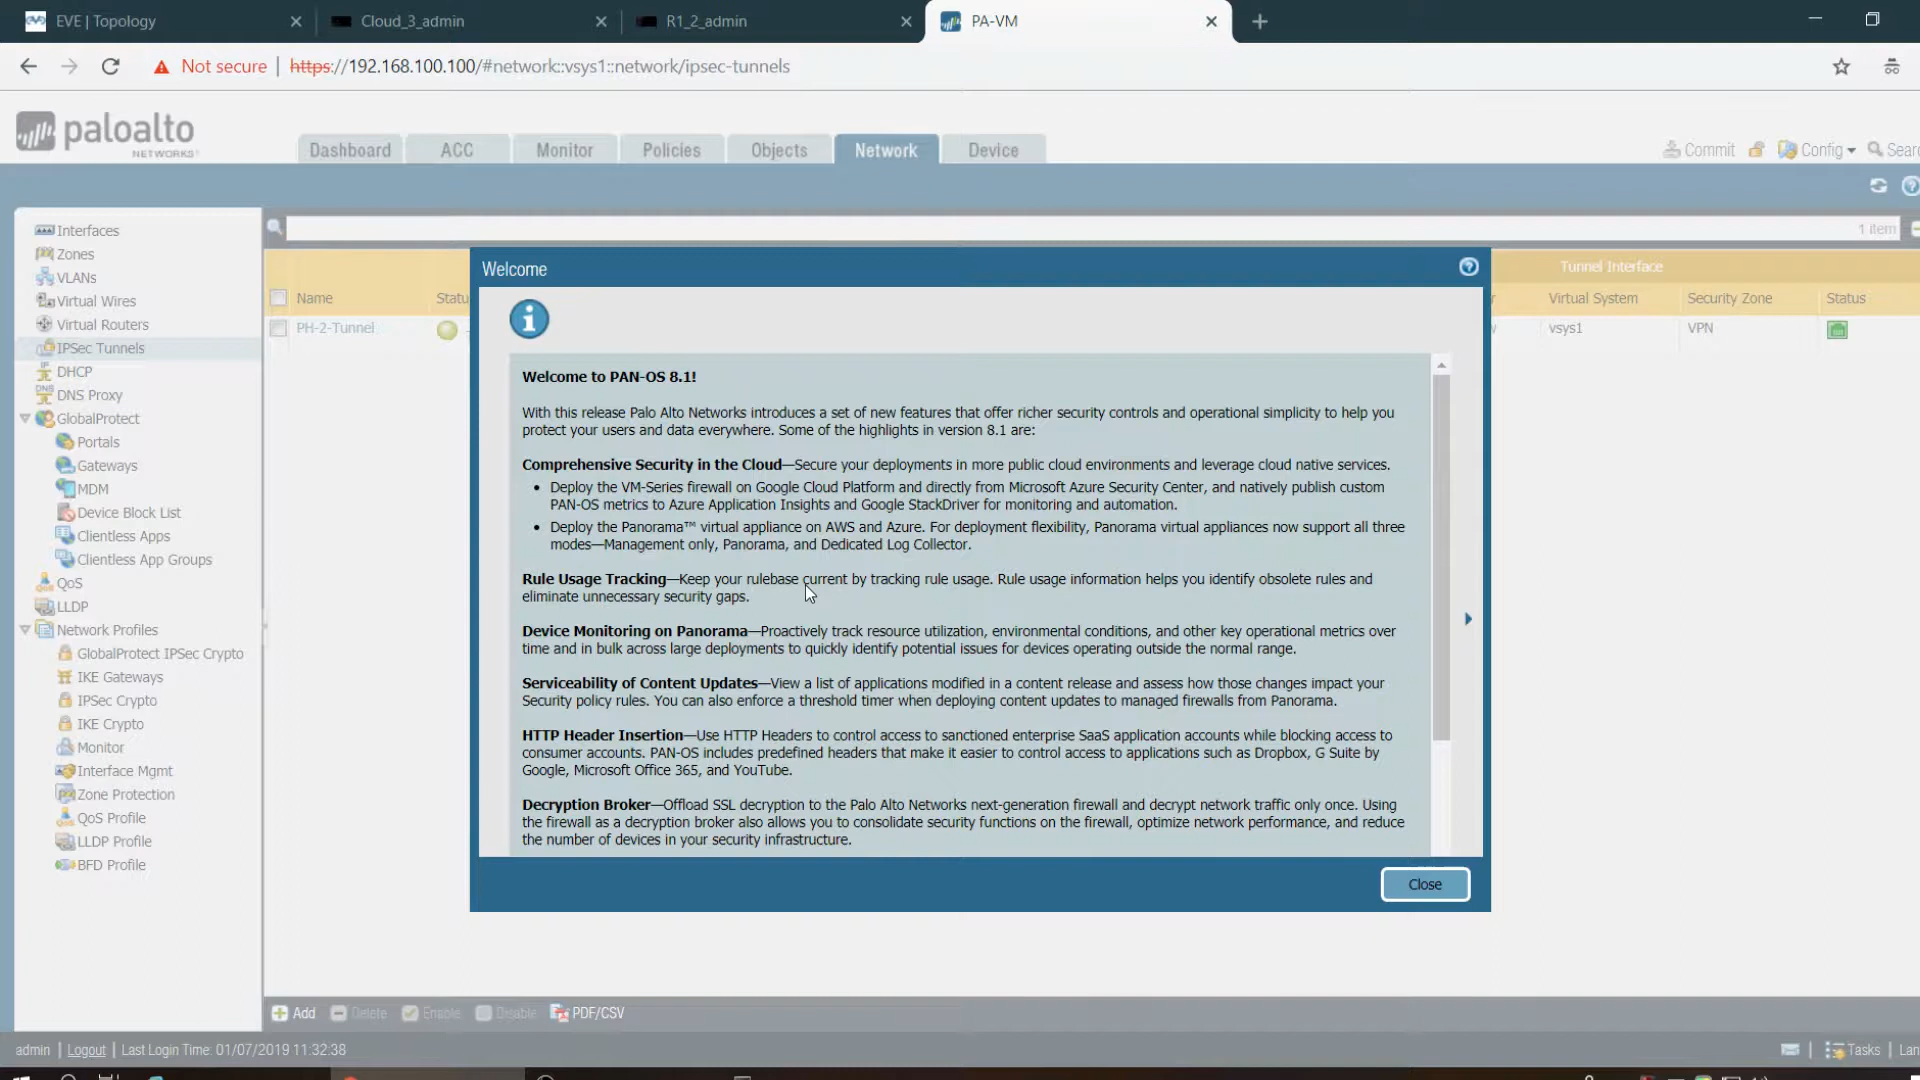 EVE | Topology
Cloud_3_admin
R1_2_admin
PA-VM
Not secure | https://192.168.100.100/#network::vsys1::network/ipsec-tunnels
paloalto
NETWORKS
Dashboard
ACC
Monitor
Policies
Objects
Network
Device
Commit
Config
Sear
Interfaces
Zones
VLANs
Virtual Wires
Virtual Routers
IPSec Tunnels
DHCP
DNS Proxy
GlobalProtect
Portals
Gateways
MDM
Device Block List
Clientless Apps
Clientless App Groups
QoS
LLDP
Network Profiles
GlobalProtect IPSec Crypto
IKE Gateways
IPSec Crypto
IKE Crypto
Monitor
Interface Mgmt
Zone Protection
QoS Profile
LLDP Profile
BFD Profile
1 item
Tunnel Interface
Name
Statu
Virtual System
Security Zone
Status
PH-2-Tunnel
vsys1
VPN
Welcome
Welcome to PAN-OS 8.1!
With this release Palo Alto Networks introduces a set of new features that offer richer security controls and operational simplicity to help you
protect your users and data everywhere. Some of the highlights in version 8.1 are:
Comprehensive Security in the Cloud—Secure your deployments in more public cloud environments and leverage cloud native services.
• Deploy the VM-Series firewall on Google Cloud Platform and directly from Microsoft Azure Security Center, and natively publish custom
PAN-OS metrics to Azure Application Insights and Google StackDriver for monitoring and automation.
• Deploy the Panorama™ virtual appliance on AWS and Azure. For deployment flexibility, Panorama virtual appliances now support all three
modes—Management only, Panorama, and Dedicated Log Collector.
Rule Usage Tracking—Keep your rulebase current by tracking rule usage. Rule usage information helps you identify obsolete rules and
eliminate unnecessary security gaps.
Device Monitoring on Panorama—Proactively track resource utilization, environmental conditions, and other key operational metrics over
time and in bulk across large deployments to quickly identify potential issues for devices operating outside the normal range.
Serviceability of Content Updates—View a list of applications modified in a content release and assess how those changes impact your
Security policy rules. You can also enforce a threshold timer when deploying content updates to managed firewalls from Panorama.
HTTP Header Insertion—Use HTTP Headers to control access to sanctioned enterprise SaaS application accounts while blocking access to
consumer accounts. PAN-OS includes predefined headers that make it easier to control access to applications such as Dropbox, G Suite by
Google, Microsoft Office 365, and YouTube.
Decryption Broker—Offload SSL decryption to the Palo Alto Networks next-generation firewall and decrypt network traffic only once. Using
the firewall as a decryption broker also allows you to consolidate security functions on the firewall, optimize network performance, and reduce
the number of devices in your security infrastructure.
Close
Add
Delete
Enable
Disable
PDF/CSV
admin | Logout | Last Login Time: 01/07/2019 11:32:38
Tasks | Lan